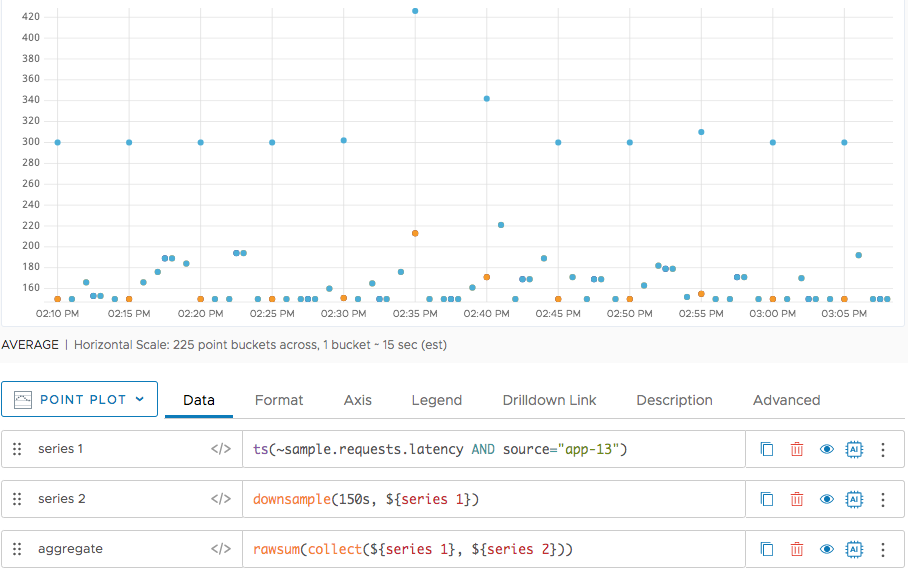 420
400
380
360
340
320
300
280
260
240
220
200
180
160
02:10 PM 02:15 PM 02:20 PM 02:25 PM 02:30 PM 02:35 PM 02:40 PM 02:45 PM 02:50 PM 02:55 PM 03:00 PM 03:05 PM
AVERAGE | Horizontal Scale: 225 point buckets across, 1 bucket ~ 15 sec (est)
POINT PLOT Data Format Axis Legend Drilldown Link Description Advanced
series 1 </> ts(~sample.requests.latency AND source="app-13") AI
series 2 </> downsample(150s, ${series 1}) AI
aggregate </> rawsum(collect(${series 1}, ${series 2})) AI